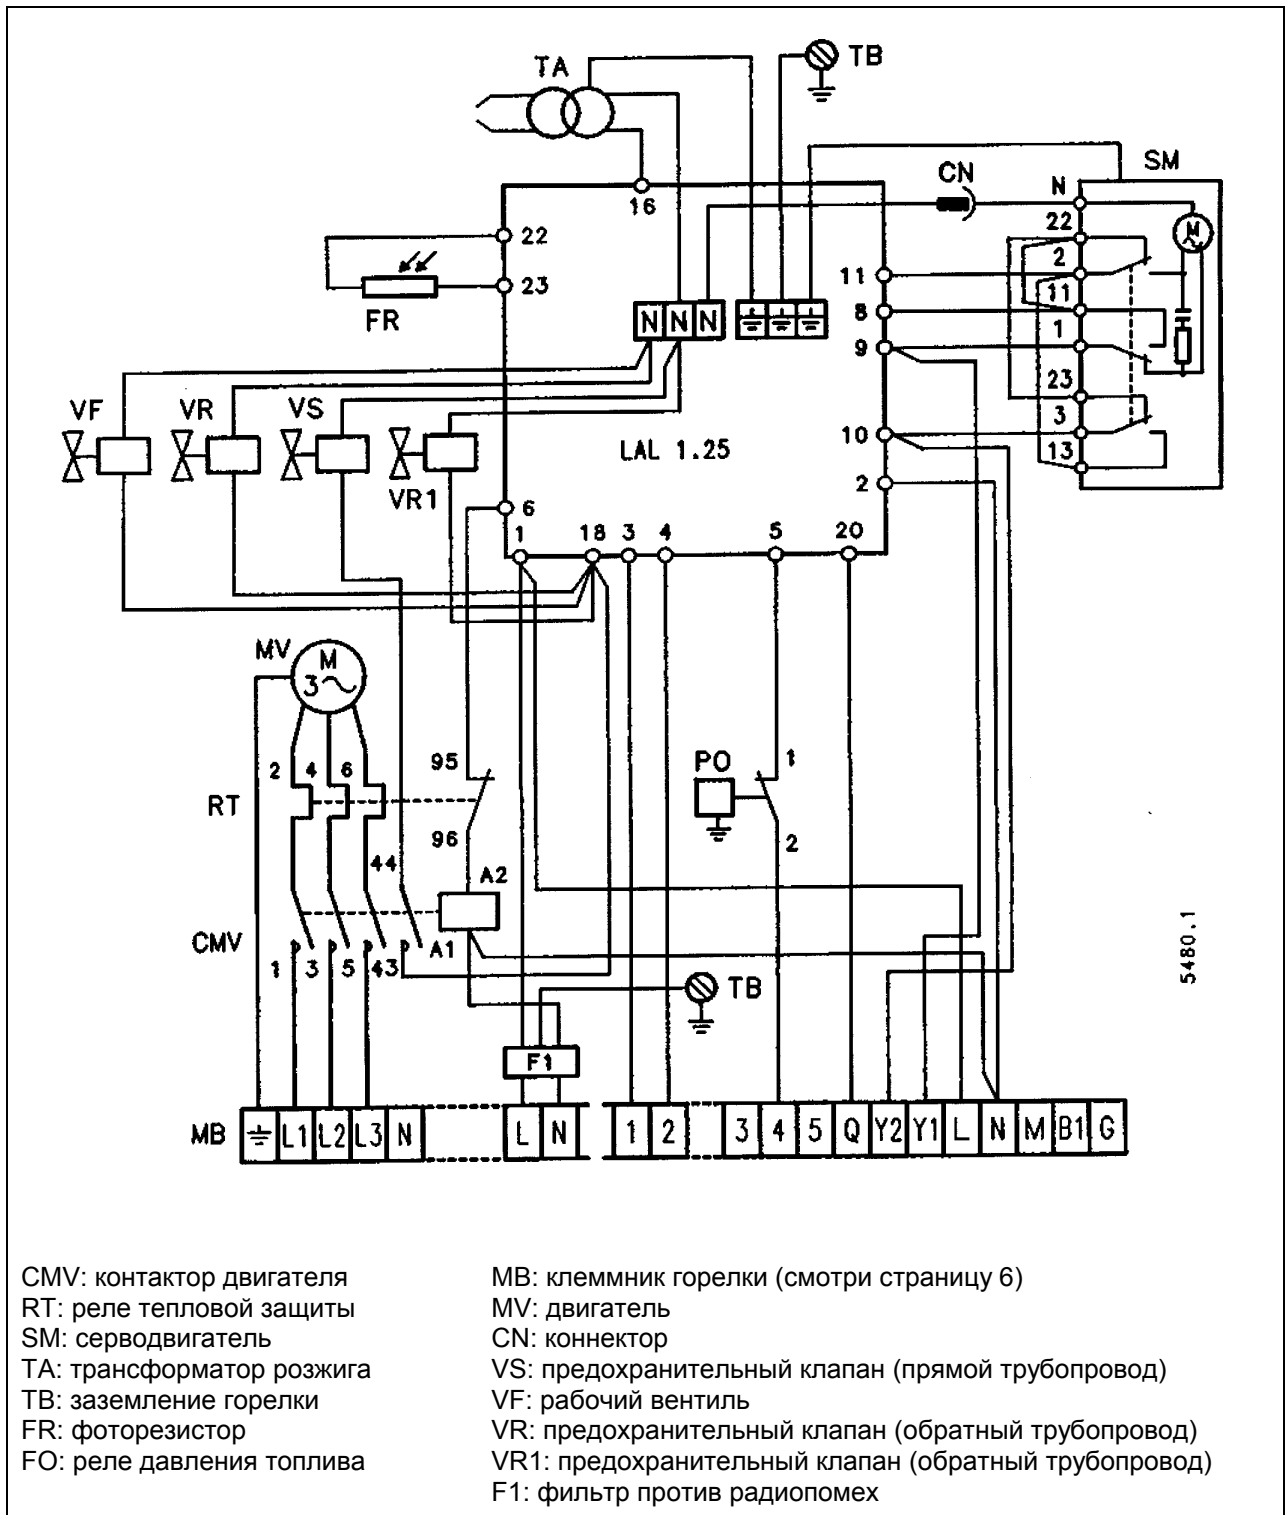 TA
TB
SM
CN
N
16
22
22
2
23
11
11
FR
N N N
8
1
9
23
VF
VR
VS
3
10
LAL 1.25
13
VR1
2
6
1
18
3
4
5
20
MV
M
3
M
95
1
2
4
6
PO
RT
96
2
44
A2
CMV
A1
1
3
5
43
TB
5480.1
F1
MB L1 L2 L3 N L N 1 2 3 4 5 Q Y2 Y1 L N M B1 G
CMV: контактор двигателя
RT: реле тепловой защиты
SM: серводвигатель
TA: трансформатор розжига
TB: заземление горелки
FR: фоторезистор
FO: реле давления топлива
MB: клеммник горелки (смотри страницу 6)
MV: двигатель
CN: коннектор
VS: предохранительный клапан (прямой трубопровод)
VF: рабочий вентиль
VR: предохранительный клапан (обратный трубопровод)
VR1: предохранительный клапан (обратный трубопровод)
F1: фильтр против радиопомех